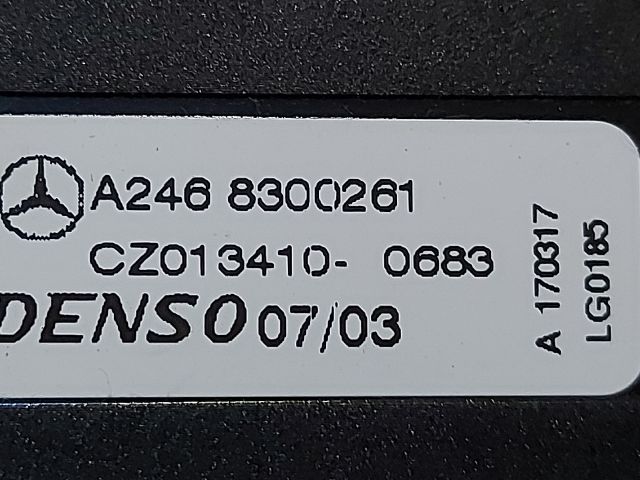 A246 8300261
CZ013410- 0683
DENSO 07/03
A 170317
LG0185